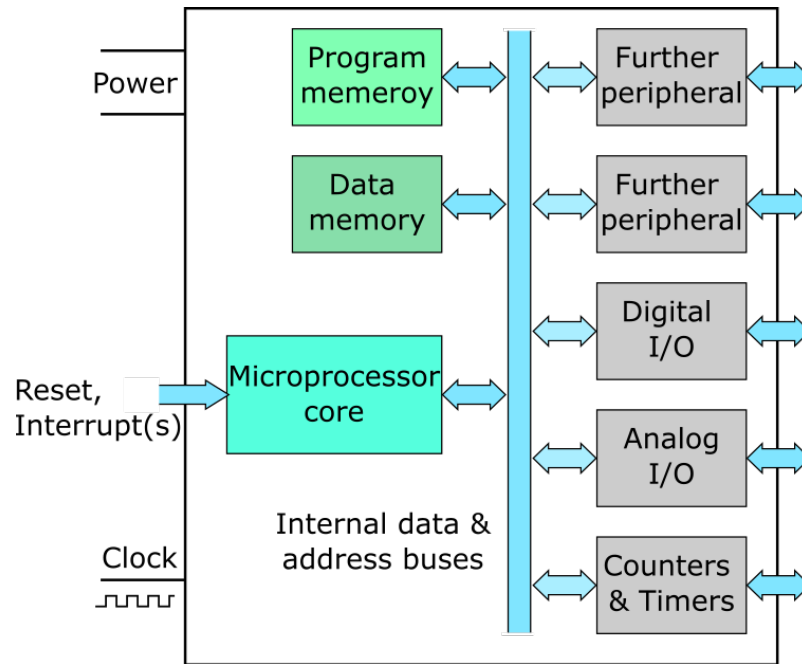 Power
Program
memeroy
Data
memory
Reset,
Interrupt(s)
Microprocessor
core
Clock
Internal data &
address buses
Further
peripheral
Further
peripheral
Digital
I/O
Analog
I/O
Counters
& Timers